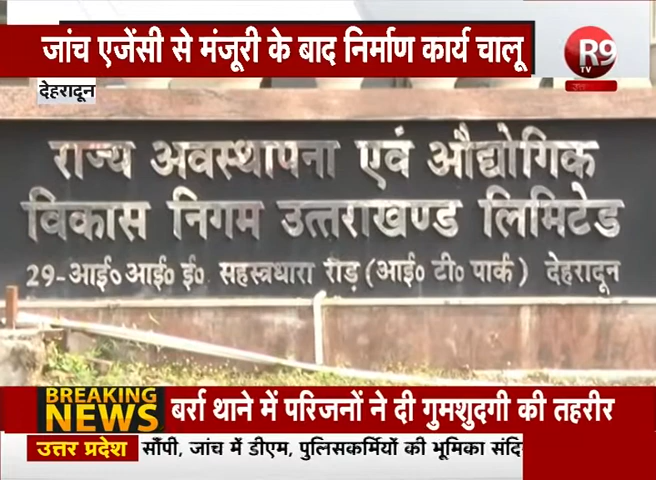 जांच एजेंसी से मंजूरी के बाद निर्माण कार्य चालू
R9
TV
देहरादून
राज्य अवस्थापना एवं औद्योगिक
विकास निगम उत्तराखण्ड लिमिटेड
29-आई० आई० ई० सहस्त्रधारा रोड़ (आई० टी० पार्क) देहरादून
BREAKING
NEWS
बर्रा थाने में परिजनों ने दी गुमशुदगी की तहरीर
उत्तर प्रदेश
सौंपी, जांच में डीएम, पुलिसकर्मियों की भूमिका